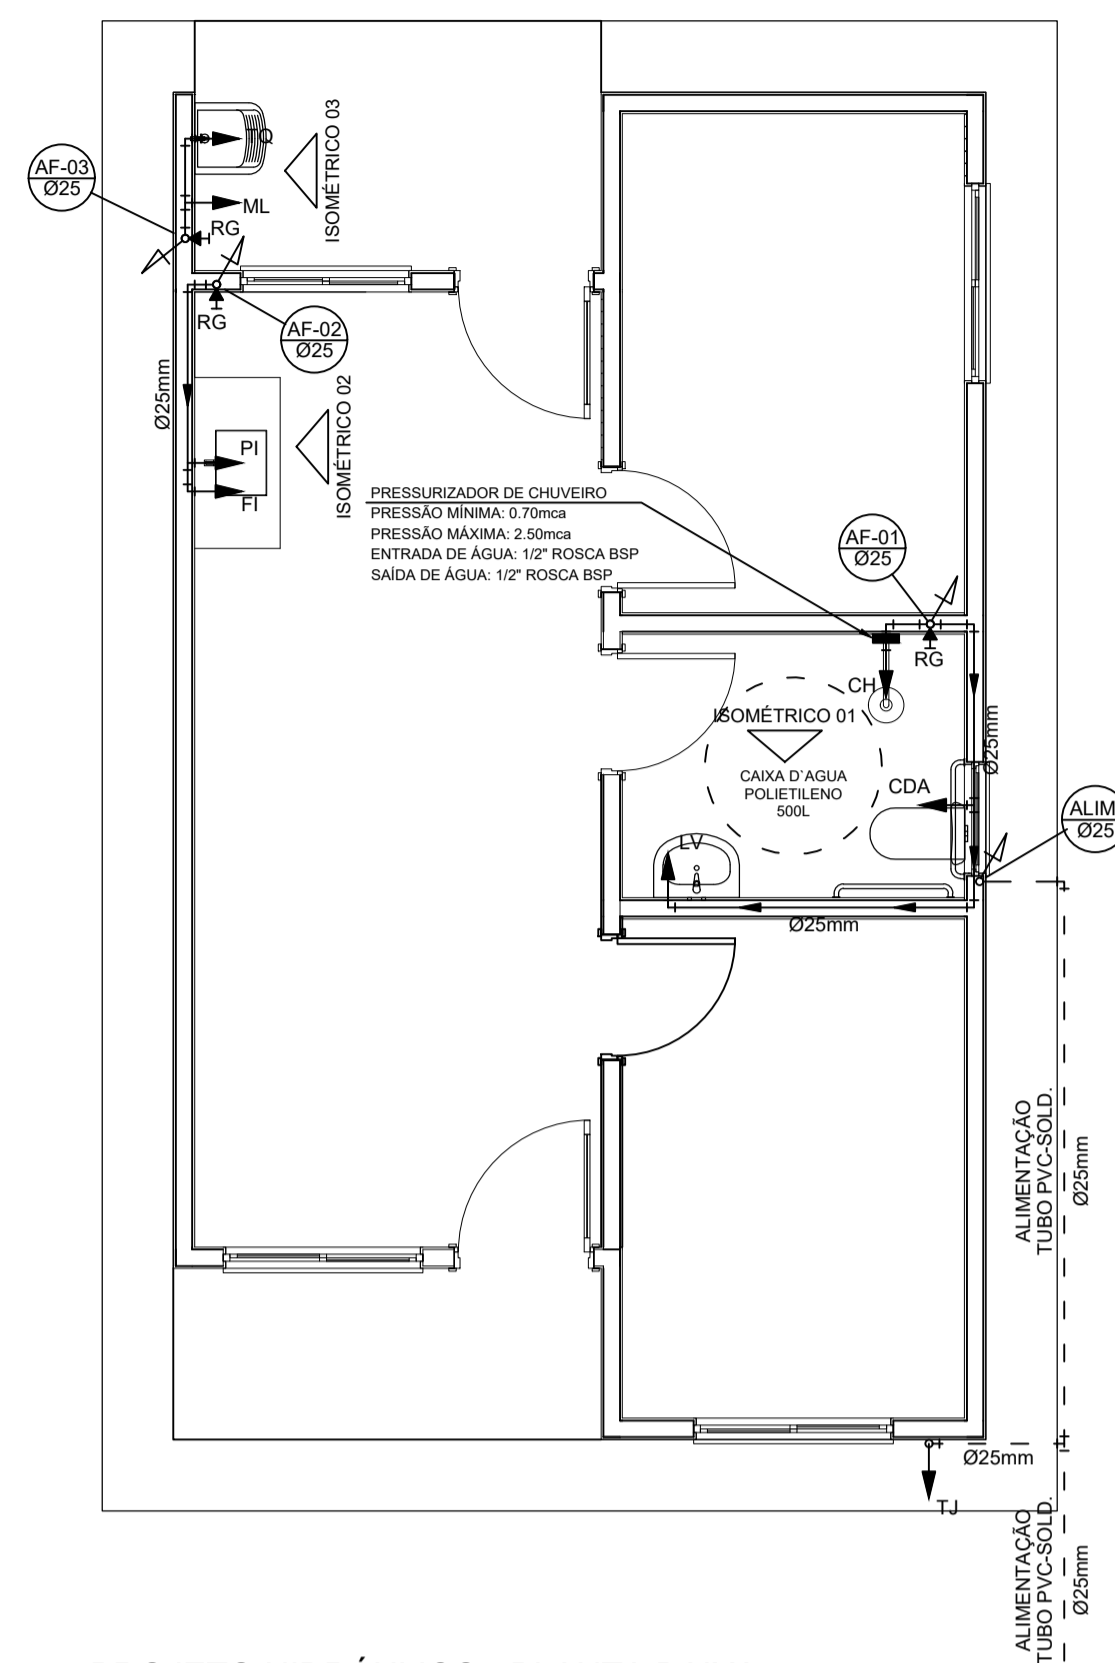 ISOMÉTRICO 03
AF-03
Ø25
ML
RG
AF-02
Ø25
RG
Ø25mm
ISOMÉTRICO 02
PI
FI
PRESSURIZADOR DE CHUVEIRO
PRESSÃO MÍNIMA: 0.70mca
PRESSÃO MÁXIMA: 2.50mca
ENTRADA DE ÁGUA: 1/2" ROSCA BSP
SAÍDA DE ÁGUA: 1/2" ROSCA BSP
AF-01
Ø25
RG
CH
ISOMÉTRICO 01
Ø25mm
CAIXA D`AGUA
POLIETILENO
500L
CDA
ALIM
Ø25
LV
Ø25mm
ALIMENTAÇÃO
TUBO PVC-SOLD.
Ø25mm
Ø25mm
TJ
ALIMENTAÇÃO
TUBO PVC-SOLD.
Ø25mm